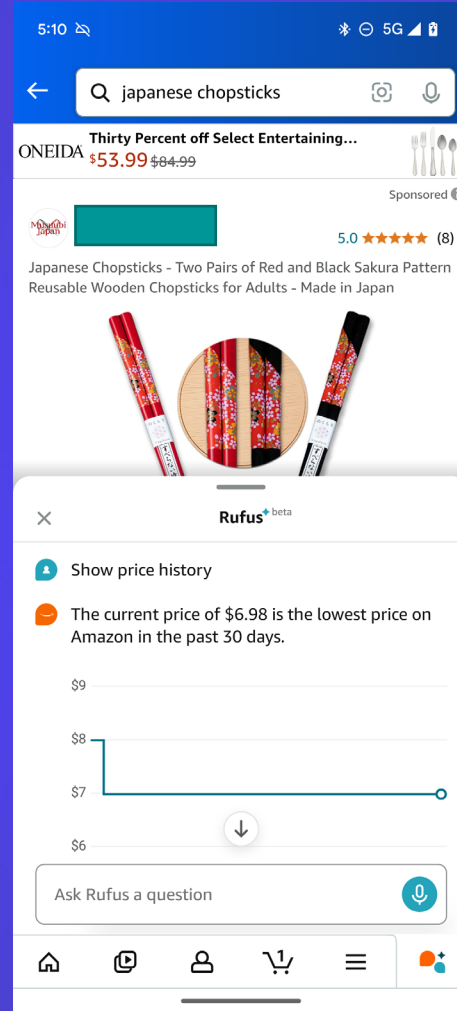 5:10
5G
japanese chopsticks
ONEIDA
Thirty Percent off Select Entertaining...
$53.99 $84.99
Sponsored
Musubi
Japan
5.0 (8)
Japanese Chopsticks - Two Pairs of Red and Black Sakura Pattern
Reusable Wooden Chopsticks for Adults - Made in Japan
Rufus beta
Show price history
The current price of $6.98 is the lowest price on
Amazon in the past 30 days.
$9
$8
$7
$6
Ask Rufus a question
1